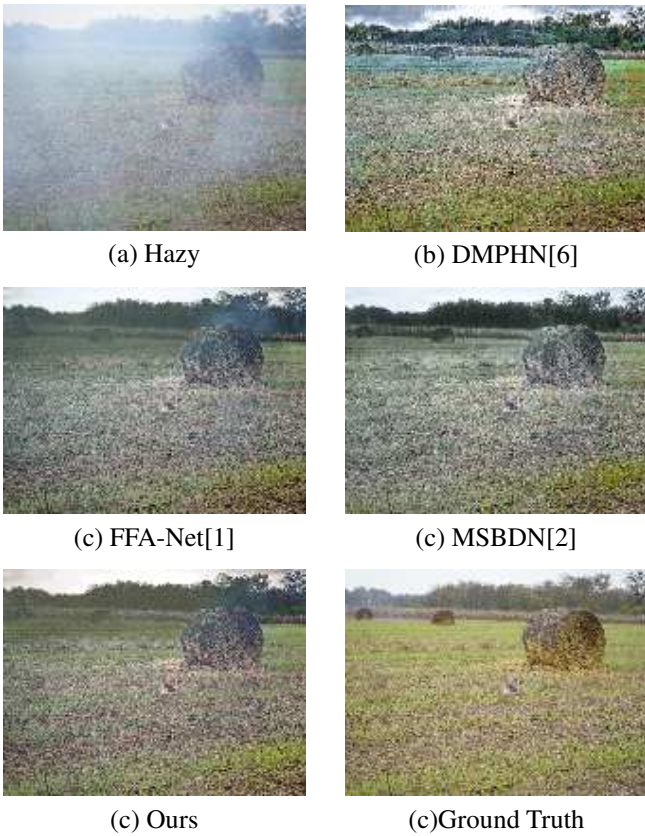 (a) Hazy
(b) DMPHN[6]
(c) FFA-Net[1]
(c) MSBDN[2]
(c) Ours
(c)Ground Truth